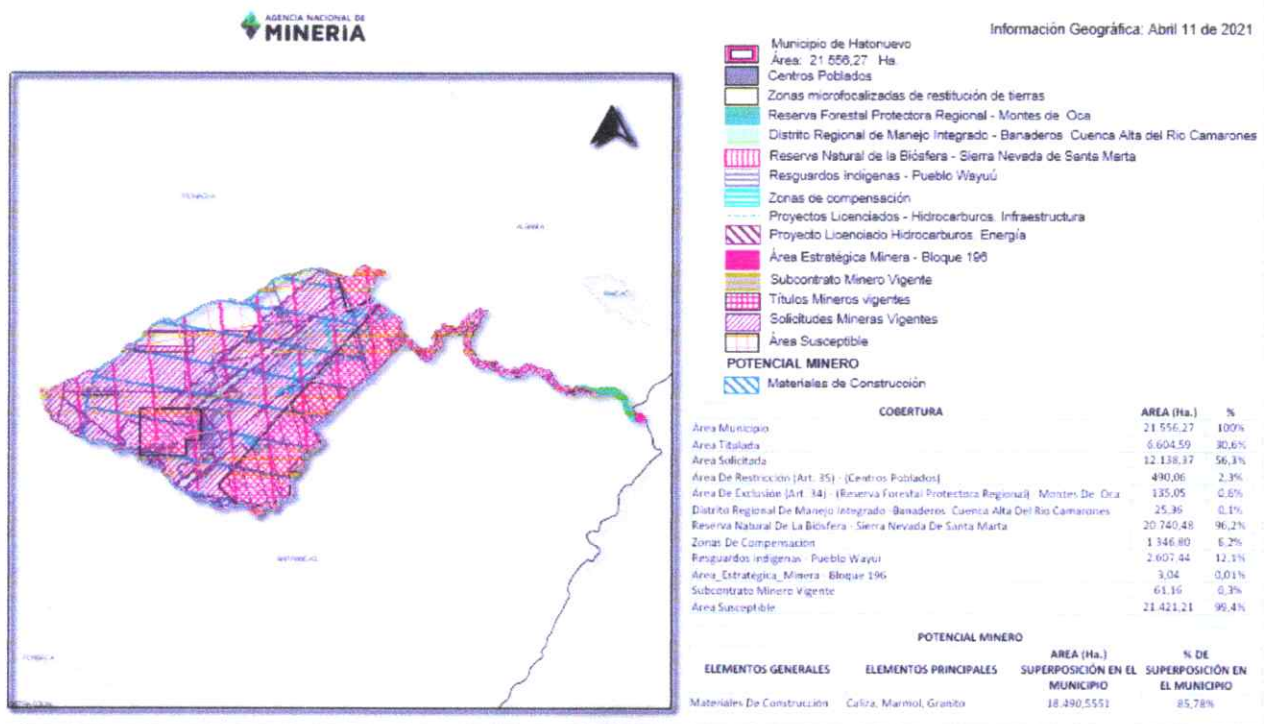 AGENCIA NACIONAL DE
MINERÍA
Información Geográfica: Abril 11 de 2021
Municipio de Hatonuevo
Área: 21.556,27 Ha.
Centros Poblados
Zonas microfocalizadas de restitución de tierras
Reserva Forestal Protectora Regional - Montes de Oca
Distrito Regional de Manejo Integrado - Bañaderos Cuenca Alta del Rio Camarones
Reserva Natural de la Biósfera - Sierra Nevada de Santa Marta
Resguardos Indígenas - Pueblo Wayuú
Zonas de compensación
Proyectos Licenciados - Hidrocarburos, Infraestructura
Proyecto Licenciado Hidrocarburos Energía
Área Estratégica Minera - Bloque 196
Subcontrato Minero Vigente
Títulos Mineros vigentes
Solicitudes Mineras Vigentes
Área Susceptible
POTENCIAL MINERO
Materiales de Construcción
ALBANIA
MAICAO
BARRANCAS
COBERTURA AREA (Ha.) %
Area Municipio 21.556,27 100%
Area Titulada 6.604,59 30,6%
Area Solicitada 12.138,37 56,3%
Area De Restricción (Art. 35) - (Centros Poblados) 490,06 2,3%
Area De Exclusión (Art. 34) - (Reserva Forestal Protectora Regional) - Montes De Oca 135,05 0,6%
Distrito Regional De Manejo Integrado -Bañaderos Cuenca Alta Del Rio Camarones 25,36 0,1%
Reserva Natural De La Biósfera - Sierra Nevada De Santa Marta 20.740,48 96,2%
Zonas De Compensación 1.346,80 6,2%
Resguardos Indígenas - Pueblo Wayuí 2.607,44 12,1%
Area_Estratégica_Minera - Bloque 196 3,04 0,01%
Subcontrato Minero Vigente 61,16 0,3%
Area Susceptible 21.421,21 99,4%
POTENCIAL MINERO
ELEMENTOS GENERALES ELEMENTOS PRINCIPALES AREA (Ha.) SUPERPOSICIÓN EN EL MUNICIPIO % DE SUPERPOSICIÓN EN EL MUNICIPIO
Materiales De Construcción Caliza, Marmol, Granito 18.490,5551 85,78%